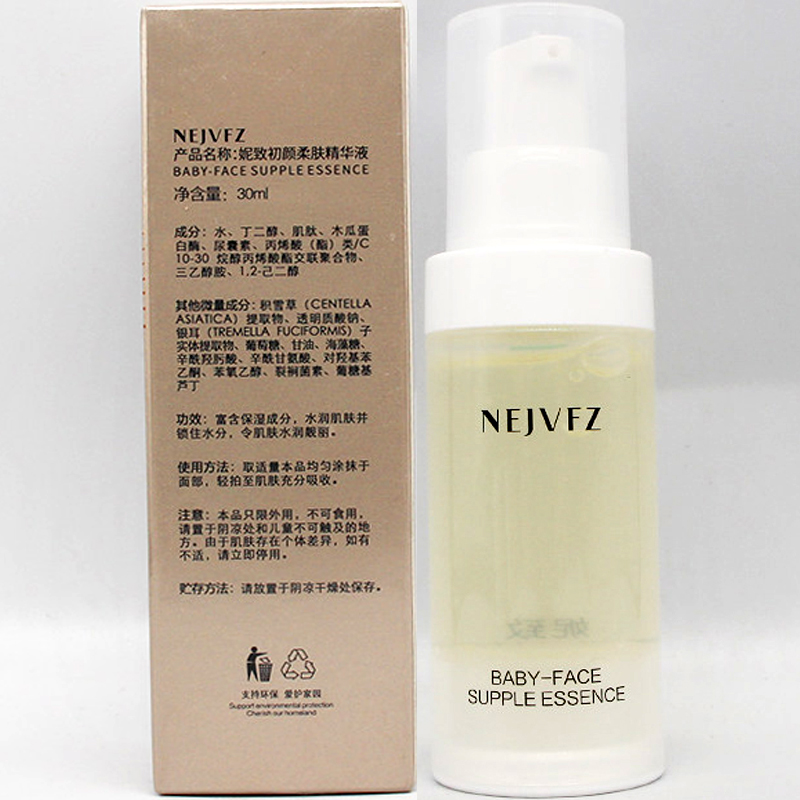 NEJVFZ
产品名称:妮致初颜柔肤精华液
BABY-FACE SUPPLE ESSENCE
净含量：30ml
成分：水、丁二醇、肌肽、木瓜蛋
白酶、尿囊素、丙烯酸（酯）类/C
10-30 烷醇丙烯酸酯交联聚合物、
三乙醇胺、1,2-己二醇
其他微量成分：积雪草（CENTELLA
ASIATICA）提取物、透明质酸钠、
银耳（TREMELLA FUCIFORMIS）子
实体提取物、葡萄糖、甘油、海藻糖、
辛酰羟肟酸、辛酰甘氨酸、对羟基苯
乙酮、苯氧乙醇、裂裥菌素、葡糖基
芦丁
功效：富含保湿成分，水润肌肤并
锁住水分，令肌肤水润靓丽。
使用方法：取适量本品均匀涂抹于
面部，轻拍至肌肤充分吸收。
注意：本品只限外用，不可食用，
请置于阴凉处和儿童不可触及的地
方。由于肌肤存在个体差异，如有
不适，请立即停用。
贮存方法：请放置于阴凉干燥处保存。
支持环保 爱护家园
Support environmental protection
Cherish our homeland
NEJVFZ
BABY-FACE
SUPPLE ESSENCE